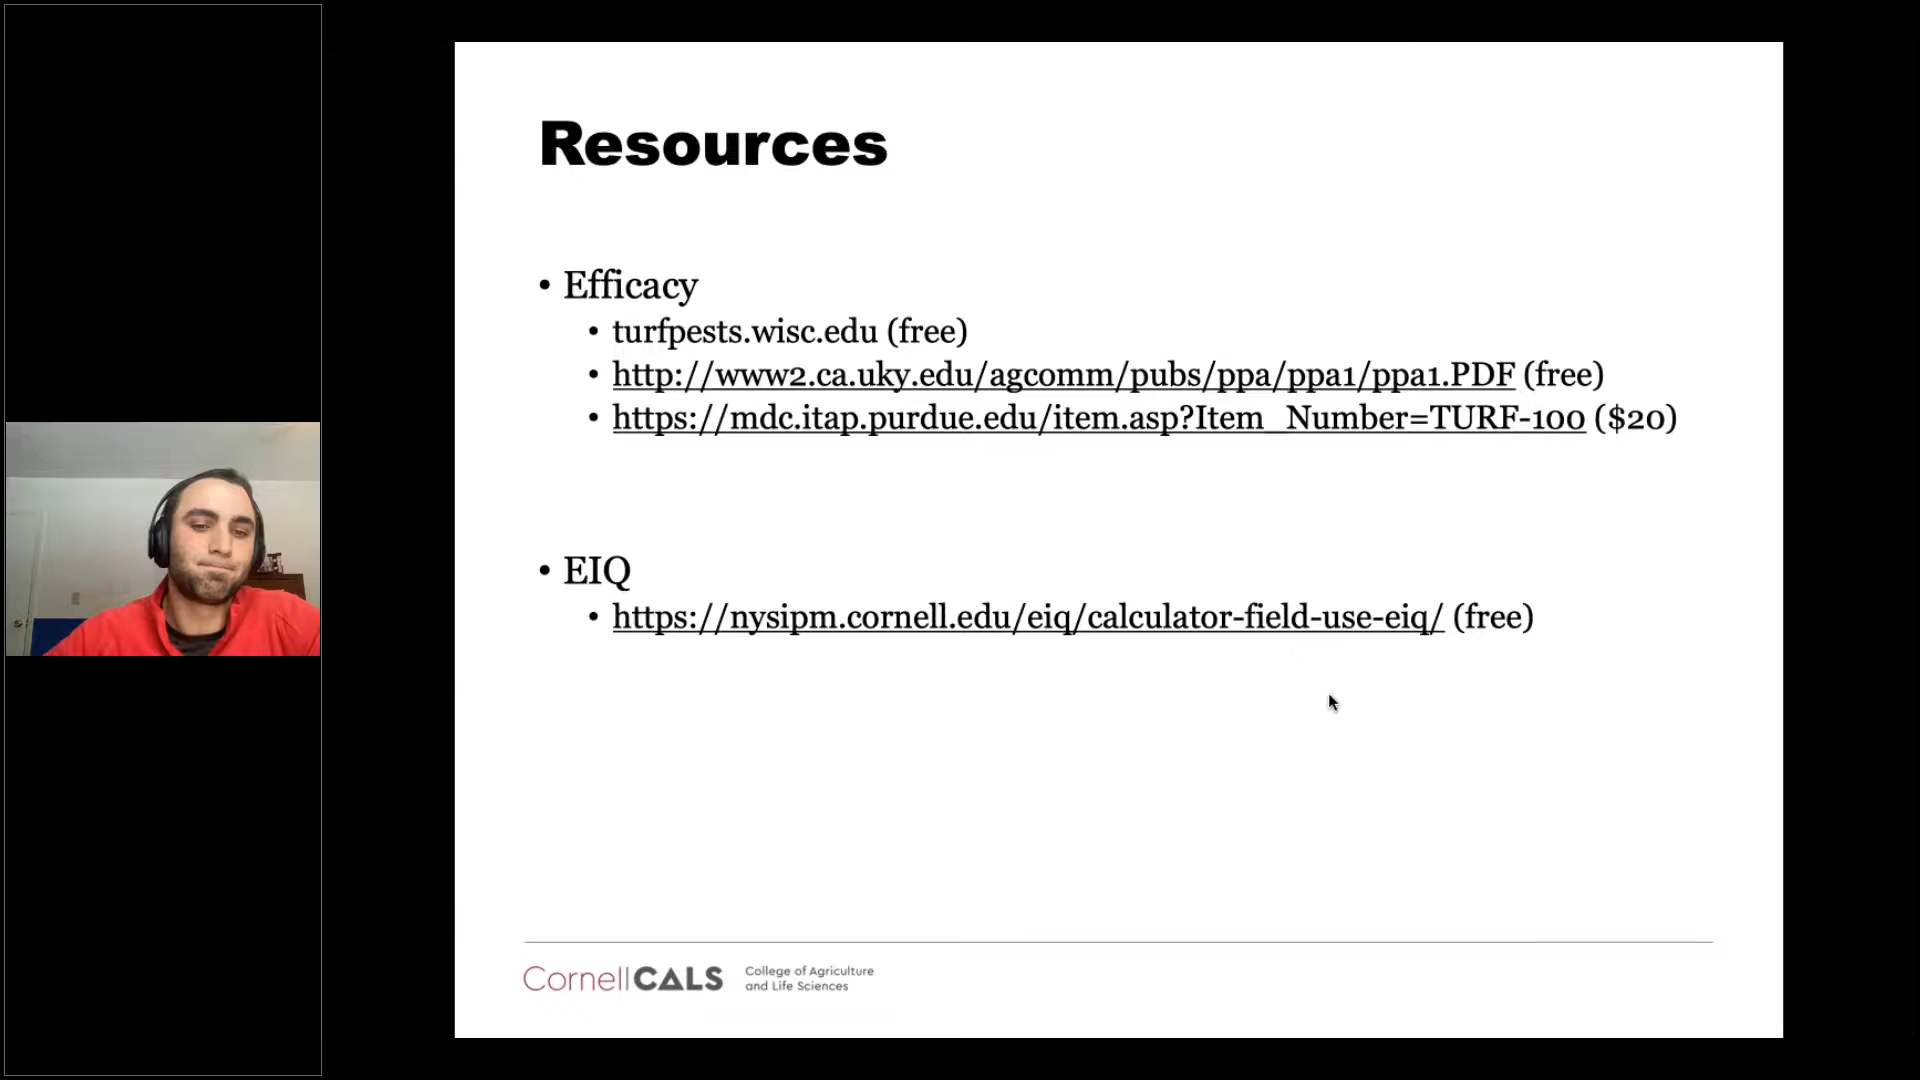 Resources
• Efficacy
• turfpests.wisc.edu (free)
• http://www2.ca.uky.edu/agcomm/pubs/ppa/ppa1/ppa1.PDF (free)
• https://mdc.itap.purdue.edu/item.asp?Item_Number=TURF-100 ($20)
• EIQ
• https://nysipm.cornell.edu/eiq/calculator-field-use-eiq/ (free)
CornellCALS
College of Agriculture
and Life Sciences